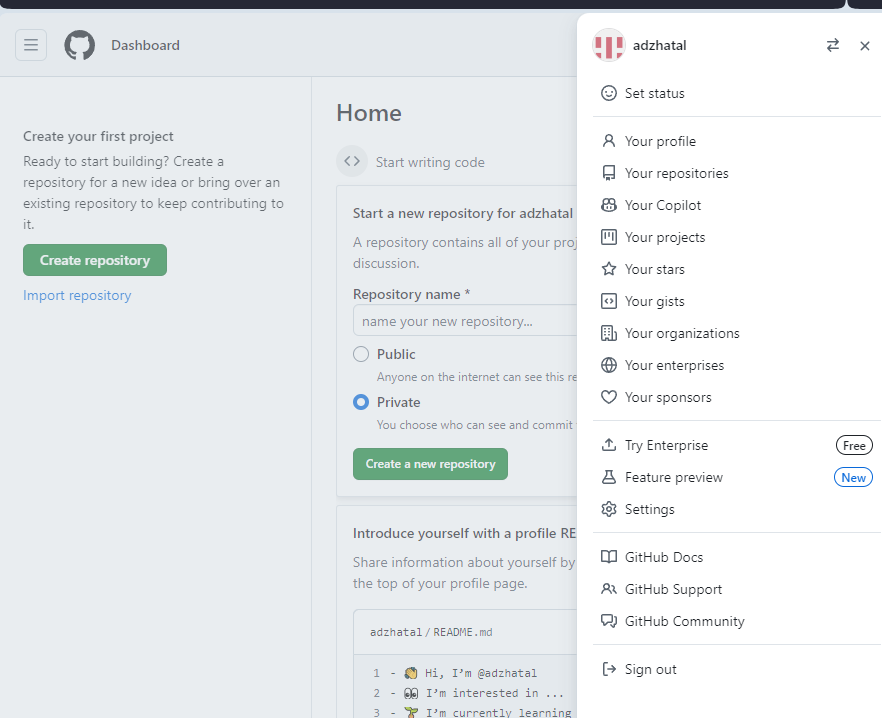 Dashboard
Create your first project
Ready to start building? Create a
repository for a new idea or bring over an
existing repository to keep contributing to
it.
Create repository
Import repository
Home
Start writing code
Start a new repository for adzhatal
A repository contains all of your proj
discussion.
Repository name *
name your new repository...
Public
Anyone on the internet can see this re
Private
You choose who can see and commit
Create a new repository
Introduce yourself with a profile RE
Share information about yourself by
the top of your profile page.
adzhatal / README.md
1 - 👋 Hi, I'm @adzhatal
2 - 👀 I'm interested in ...
3 - 🌱 I'm currently learning
adzhatal
Set status
Your profile
Your repositories
Your Copilot
Your projects
Your stars
Your gists
Your organizations
Your enterprises
Your sponsors
Try Enterprise Free
Feature preview New
Settings
GitHub Docs
GitHub Support
GitHub Community
Sign out